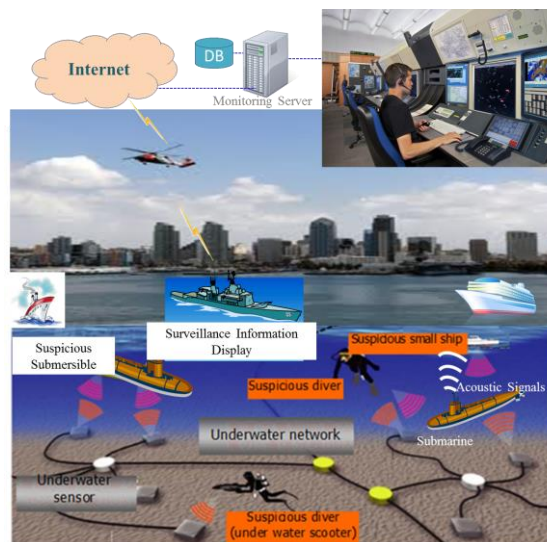 Internet
DB
Monitoring Server
Surveillance Information
Display
Suspicious
Submersible
Suspicious small ship
Suspicious diver
Acoustic Signals
Submarine
Underwater network
Underwater
sensor
Suspicious diver
(under water scooter)